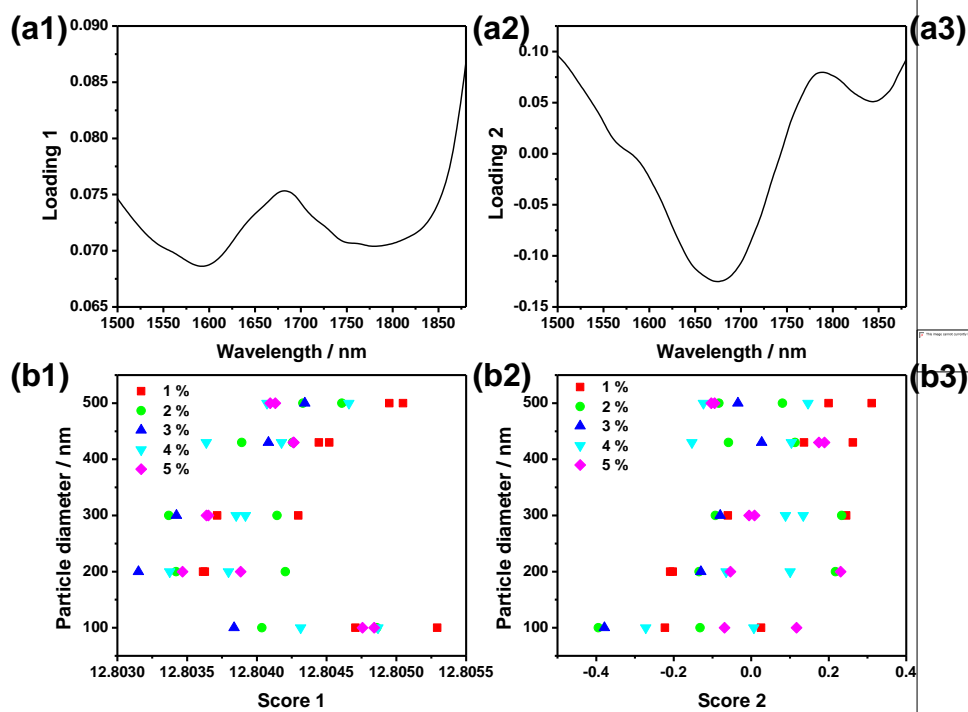 (a1)
0.090
0.085
0.080
0.075
0.070
0.065
Loading 1
1500 1550 1600 1650 1700 1750 1800 1850
Wavelength / nm
(a2)
0.10
0.05
0.00
-0.05
-0.10
-0.15
Loading 2
1500 1550 1600 1650 1700 1750 1800 1850
Wavelength / nm
(a3)
(b1)
1 %
2 %
3 %
4 %
5 %
500
400
300
200
100
Particle diameter / nm
12.8030 12.8035 12.8040 12.8045 12.8050 12.8055
Score 1
(b2)
1 %
2 %
3 %
4 %
5 %
500
400
300
200
100
Particle diameter / nm
-0.4 -0.2 0.0 0.2 0.4
Score 2
(b3)